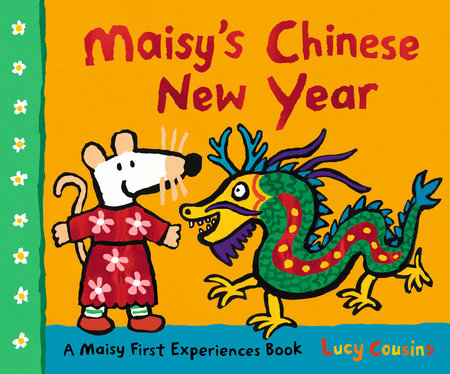 Maisy's Chinese
New Year
A Maisy First Experiences Book Lucy Cousins